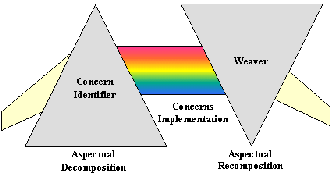 Concern
Identifier
Weaver
Concerns
Implementation
Aspectual
Decomposition
Aspectual
Recomposition